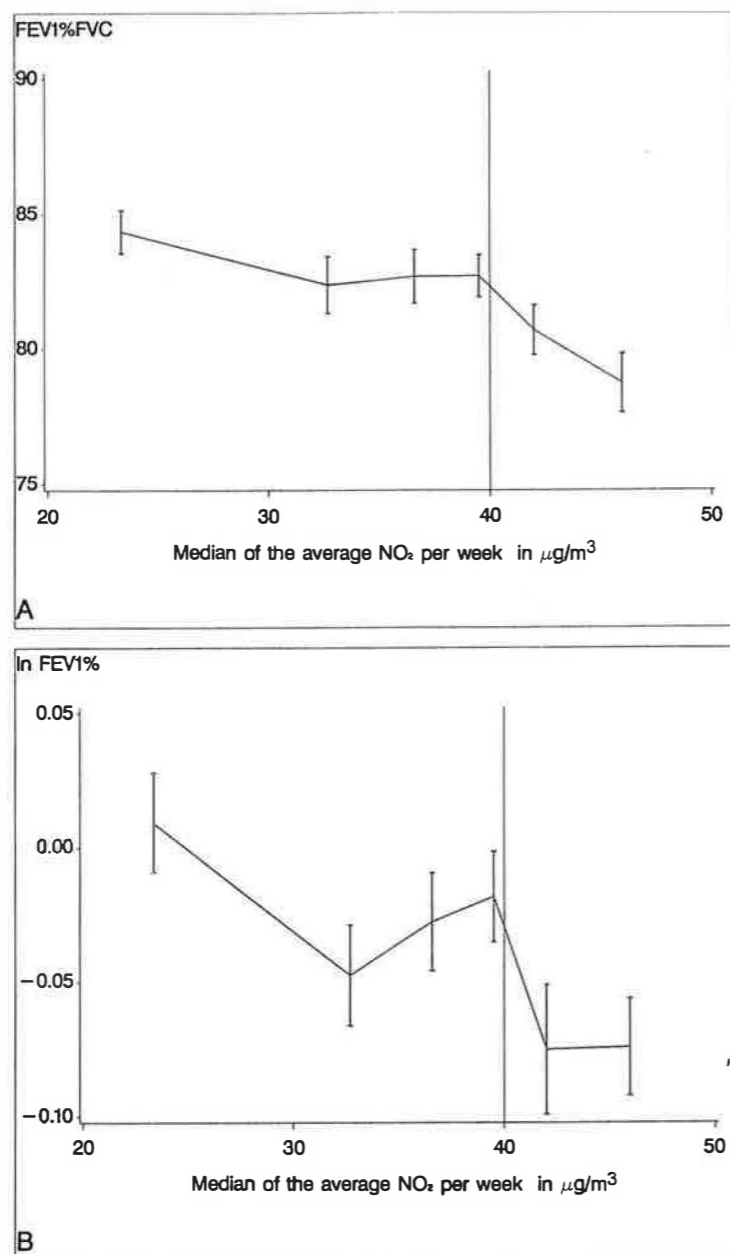 FEV1%FVC
90
85
80
75
20 30 40 50
Median of the average NO₂ per week in μg/m³
A
ln FEV1%
0.05
0.00
−0.05
−0.10
20 30 40 50
Median of the average NO₂ per week in μg/m³
B